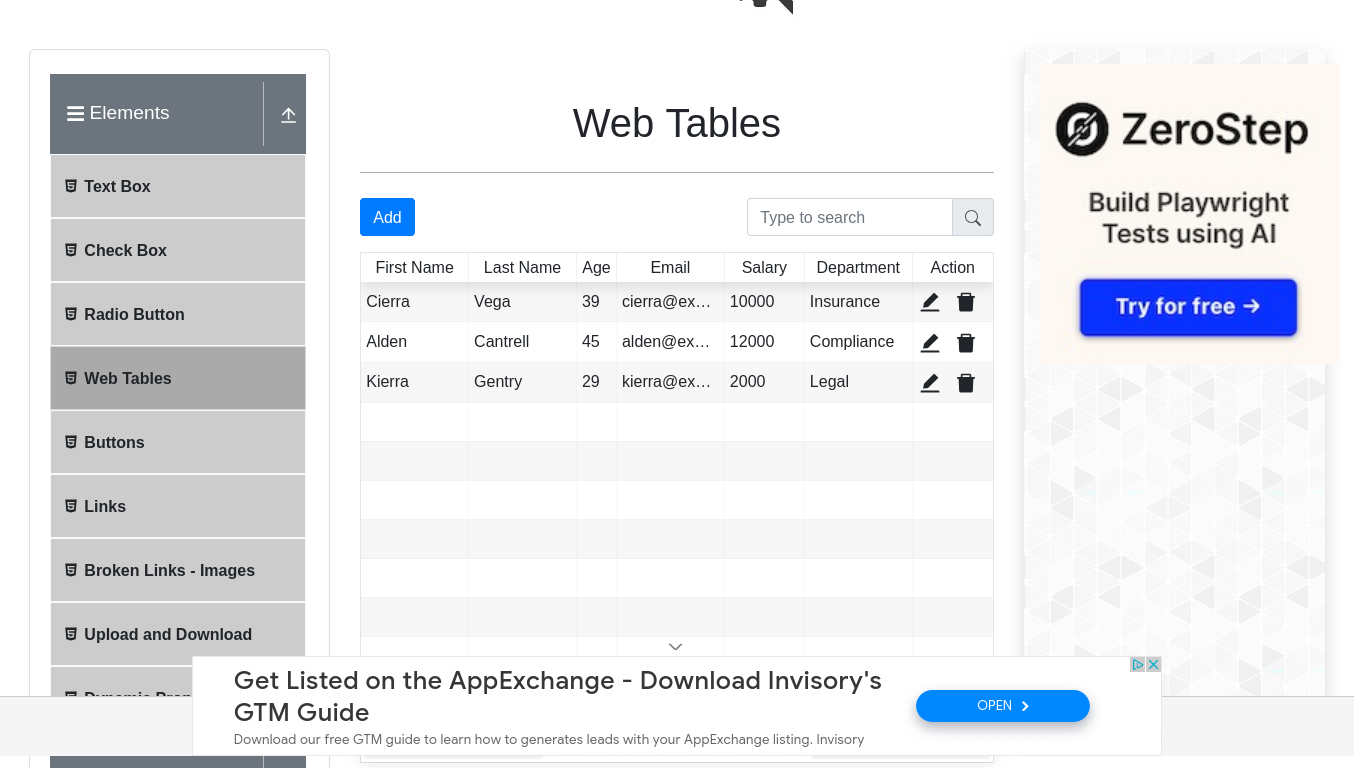 Elements
Text Box
Check Box
Radio Button
Web Tables
Buttons
Links
Broken Links - Images
Upload and Download
Web Tables
Add
Type to search
First Name Last Name Age Email Salary Department Action
Cierra Vega 39 cierra@ex... 10000 Insurance
Alden Cantrell 45 alden@ex... 12000 Compliance
Kierra Gentry 29 kierra@ex... 2000 Legal
ZeroStep
Build Playwright
Tests using AI
Try for free →
Get Listed on the AppExchange - Download Invisory's
GTM Guide
Download our free GTM guide to learn how to generates leads with your AppExchange listing. Invisory
OPEN